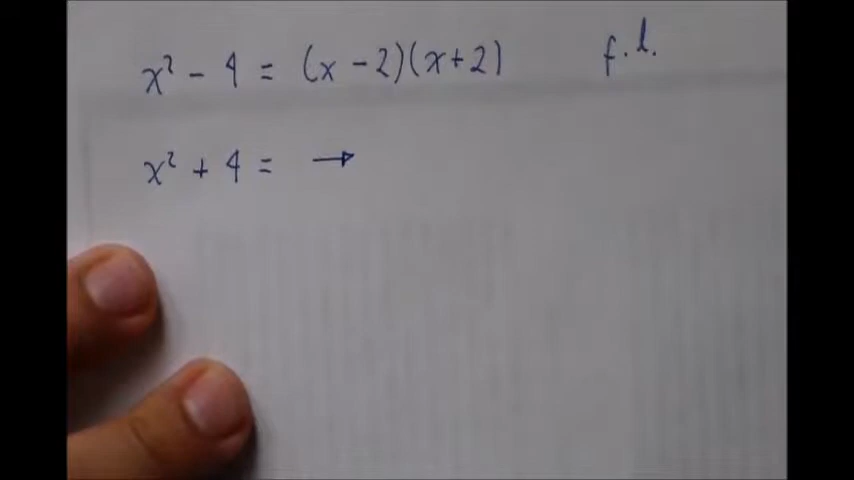 x² - 4 = (x - 2)(x + 2) f.l.
x² + 4 = →